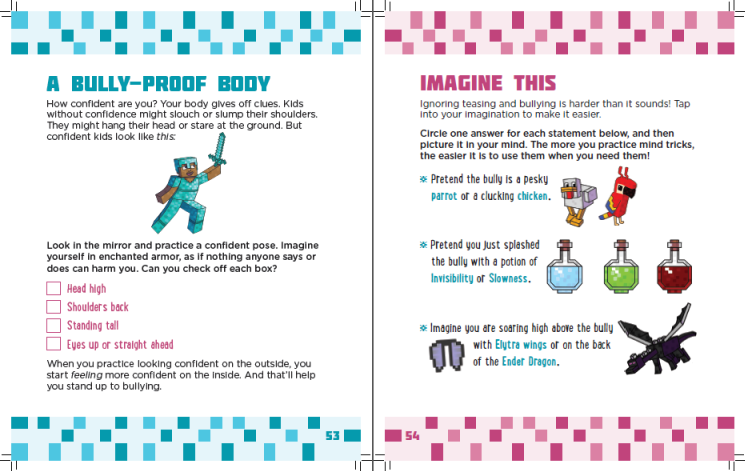 A BULLY-PROOF BODY
How confident are you? Your body gives off clues. Kids
without confidence might slouch or slump their shoulders.
They might hang their head or stare at the ground. But
confident kids look like this:
Look in the mirror and practice a confident pose. Imagine
yourself in enchanted armor, as if nothing anyone says or
does can harm you. Can you check off each box?
Head high
Shoulders back
Standing tall
Eyes up or straight ahead
When you practice looking confident on the outside, you
start feeling more confident on the inside. And that'll help
you stand up to bullying.
53
IMAGINE THIS
Ignoring teasing and bullying is harder than it sounds! Tap
into your imagination to make it easier.
Circle one answer for each statement below, and then
picture it in your mind. The more you practice mind tricks,
the easier it is to use them when you need them!
Pretend the bully is a pesky
parrot or a clucking chicken.
Pretend you just splashed
the bully with a potion of
Invisibility or Slowness.
Imagine you are soaring high above the bully
with Elytra wings or on the back
of the Ender Dragon.
54